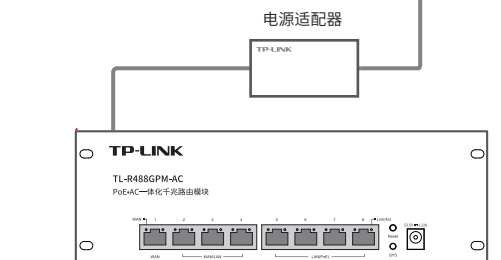 电源适配器
TP-LINK
TP-LINK
TL-R488GPM-AC
PoE•AC一体化千兆路由模块
WAN 1 2 3 4 5 6 7 8 Link/Act
Reset
SYS
WAN WAN/LAN LAN(PoE)